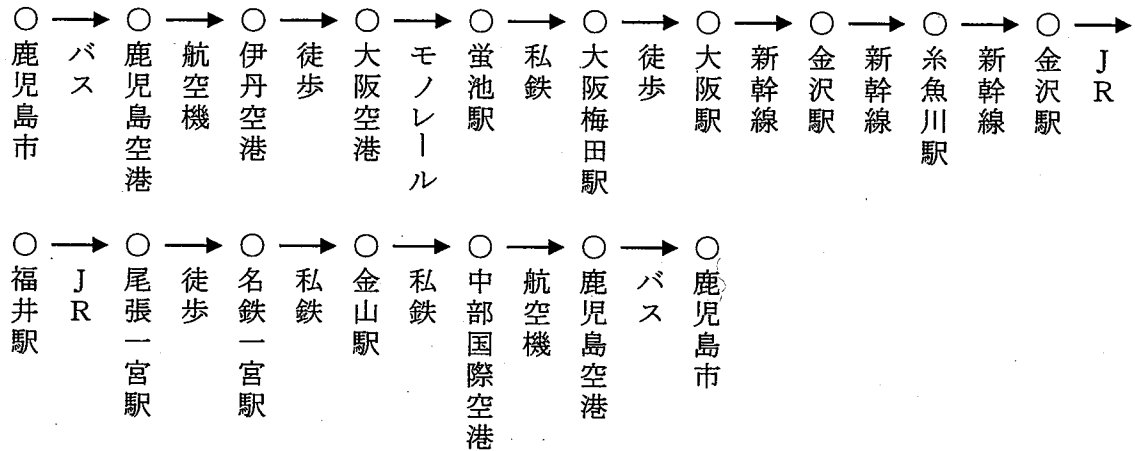 ○ → ○ → ○ → ○ → ○ → ○ → ○ → ○ → ○ → ○ →
鹿児島市 バス 鹿児島空港 航空機 伊丹空港 徒歩 大阪空港 モノレール 蛍池駅 私鉄 大阪梅田駅 徒歩 大阪駅 新幹線 金沢駅 新幹線 糸魚川駅 新幹線 金沢駅 JR
○ → ○ → ○ → ○ → ○ → ○ → ○
福井駅 JR 尾張一宮駅 徒歩 名鉄一宮駅 私鉄 金山駅 私鉄 中部国際空港 航空機 鹿児島空港 バス 鹿児島市